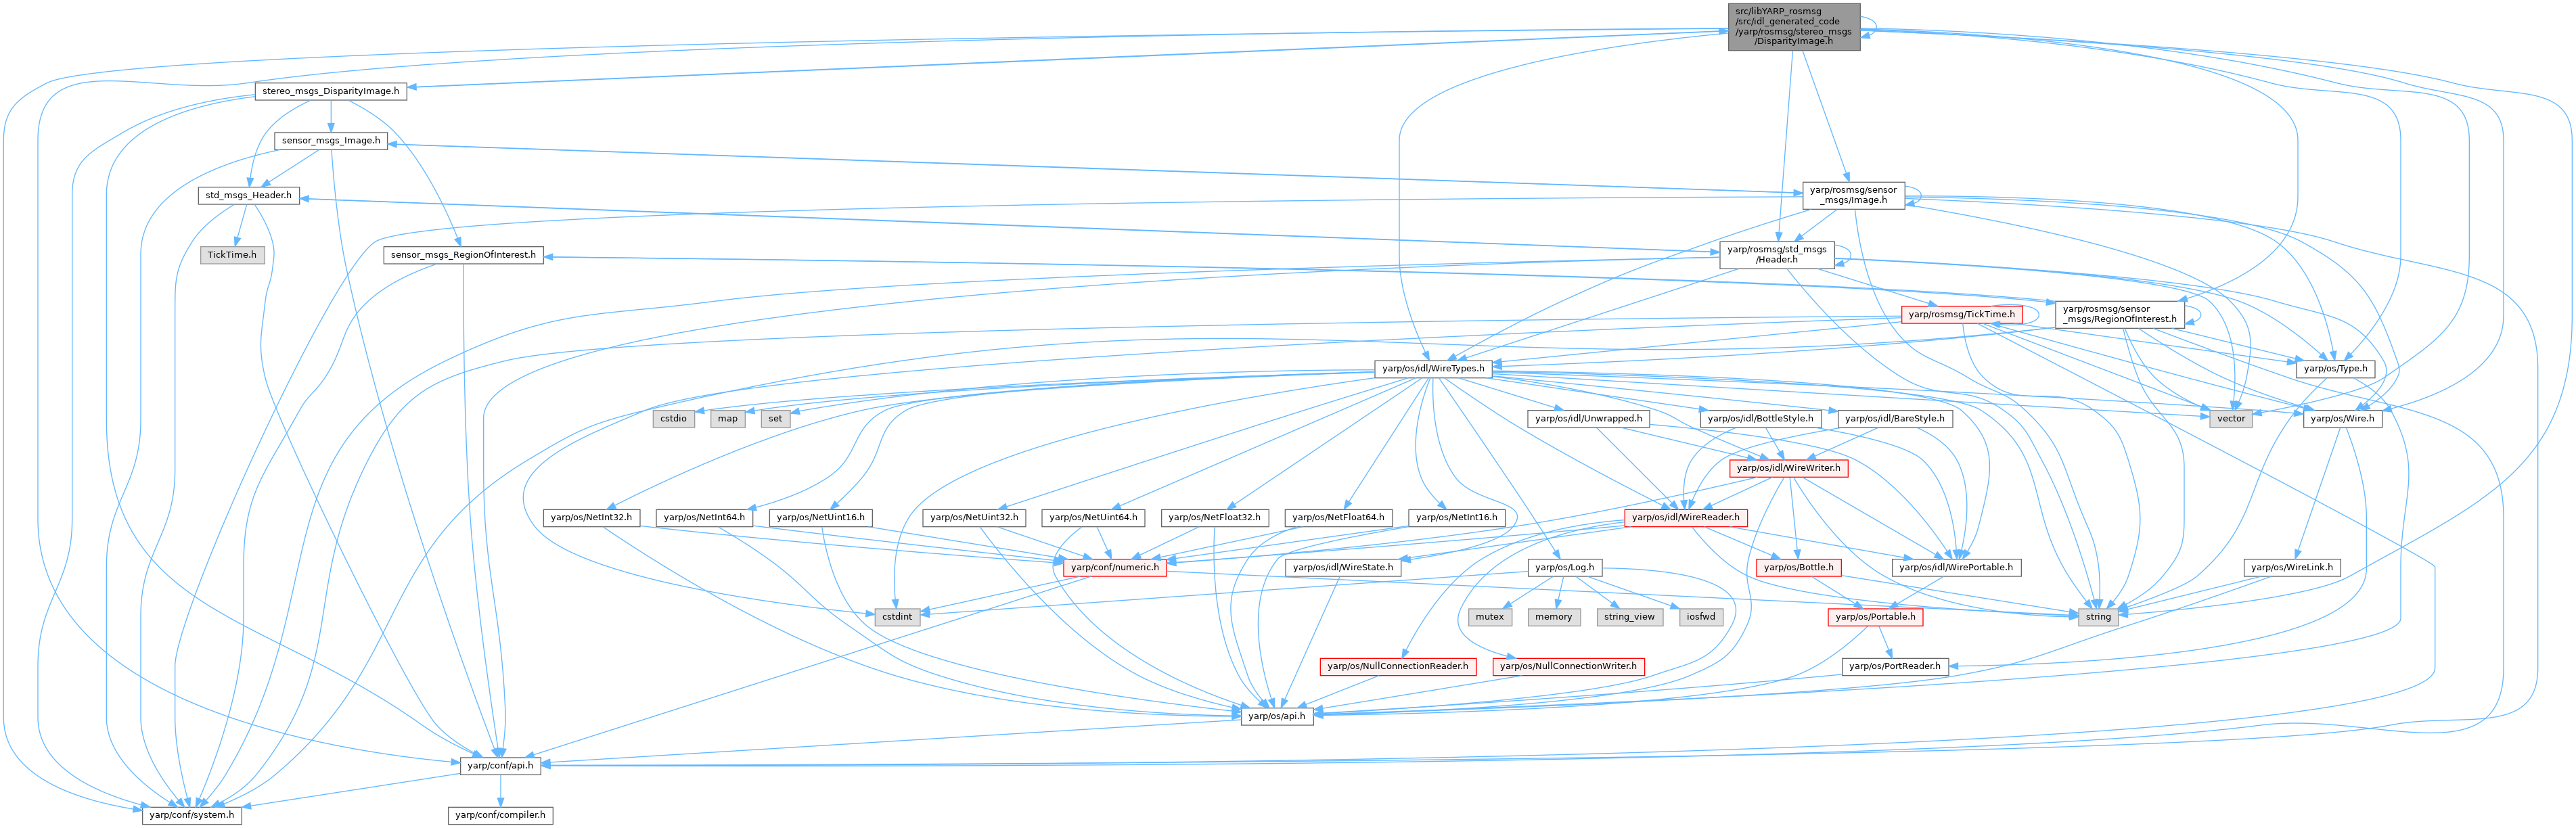 src/libYARP_rosmsg
/src/idl_generated_code
/yarp/rosmsg/stereo_msgs
/DisparityImage.h
stereo_msgs_DisparityImage.h
sensor_msgs_Image.h
std_msgs_Header.h
yarp/rosmsg/sensor
_msgs/Image.h
TickTime.h
sensor_msgs_RegionOfInterest.h
yarp/rosmsg/std_msgs
/Header.h
yarp/rosmsg/TickTime.h
yarp/rosmsg/sensor
_msgs/RegionOfInterest.h
yarp/os/idl/WireTypes.h
yarp/os/Type.h
cstdio
map
set
yarp/os/idl/Unwrapped.h
yarp/os/idl/BottleStyle.h
yarp/os/idl/BareStyle.h
vector
yarp/os/Wire.h
yarp/os/idl/WireWriter.h
yarp/os/NetInt32.h
yarp/os/NetInt64.h
yarp/os/NetUint16.h
yarp/os/NetUint32.h
yarp/os/NetUint64.h
yarp/os/NetFloat32.h
yarp/os/NetFloat64.h
yarp/os/NetInt16.h
yarp/os/idl/WireReader.h
yarp/conf/numeric.h
yarp/os/idl/WireState.h
yarp/os/Log.h
yarp/os/Bottle.h
yarp/os/idl/WirePortable.h
yarp/os/WireLink.h
cstdint
mutex
memory
string_view
iosfwd
yarp/os/Portable.h
string
yarp/os/NullConnectionReader.h
yarp/os/NullConnectionWriter.h
yarp/os/PortReader.h
yarp/os/api.h
yarp/conf/api.h
yarp/conf/system.h
yarp/conf/compiler.h